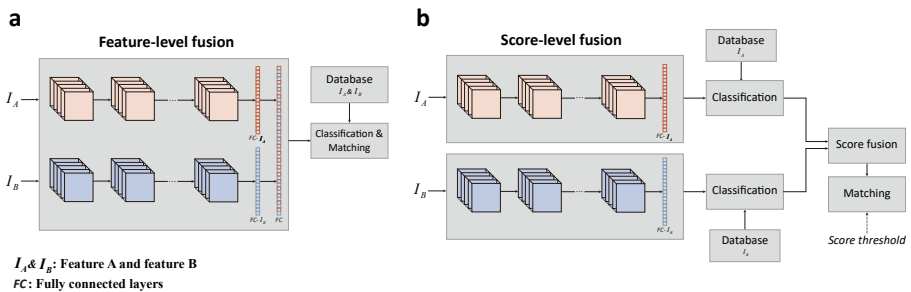 a
Feature-level fusion
I_A
I_B
FC- I_A
FC- I_B
FC
Database
I_A & I_B
Classification &
Matching
b
Score-level fusion
I_A
FC- I_A
I_B
FC- I_B
Database
I_A
Classification
Classification
Database
I_B
Score fusion
Matching
Score threshold
I_A & I_B: Feature A and feature B
FC: Fully connected layers